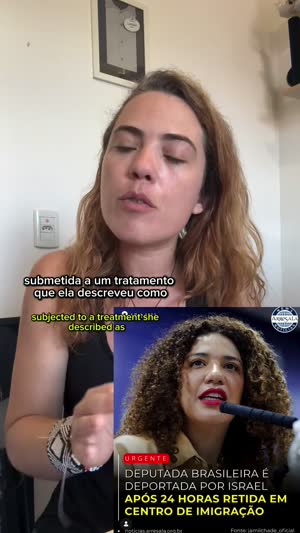 submetida a um tratamento
que ela descreveu como
subjected to a treatment she
described as
ARRESALA
URGENTE
DEPUTADA BRASILEIRA É
DEPORTADA POR ISRAEL
APÓS 24 HORAS RETIDA EM
CENTRO DE IMIGRAÇÃO
noticias.arresala.org.br
Fonte: jamilchade_oficial